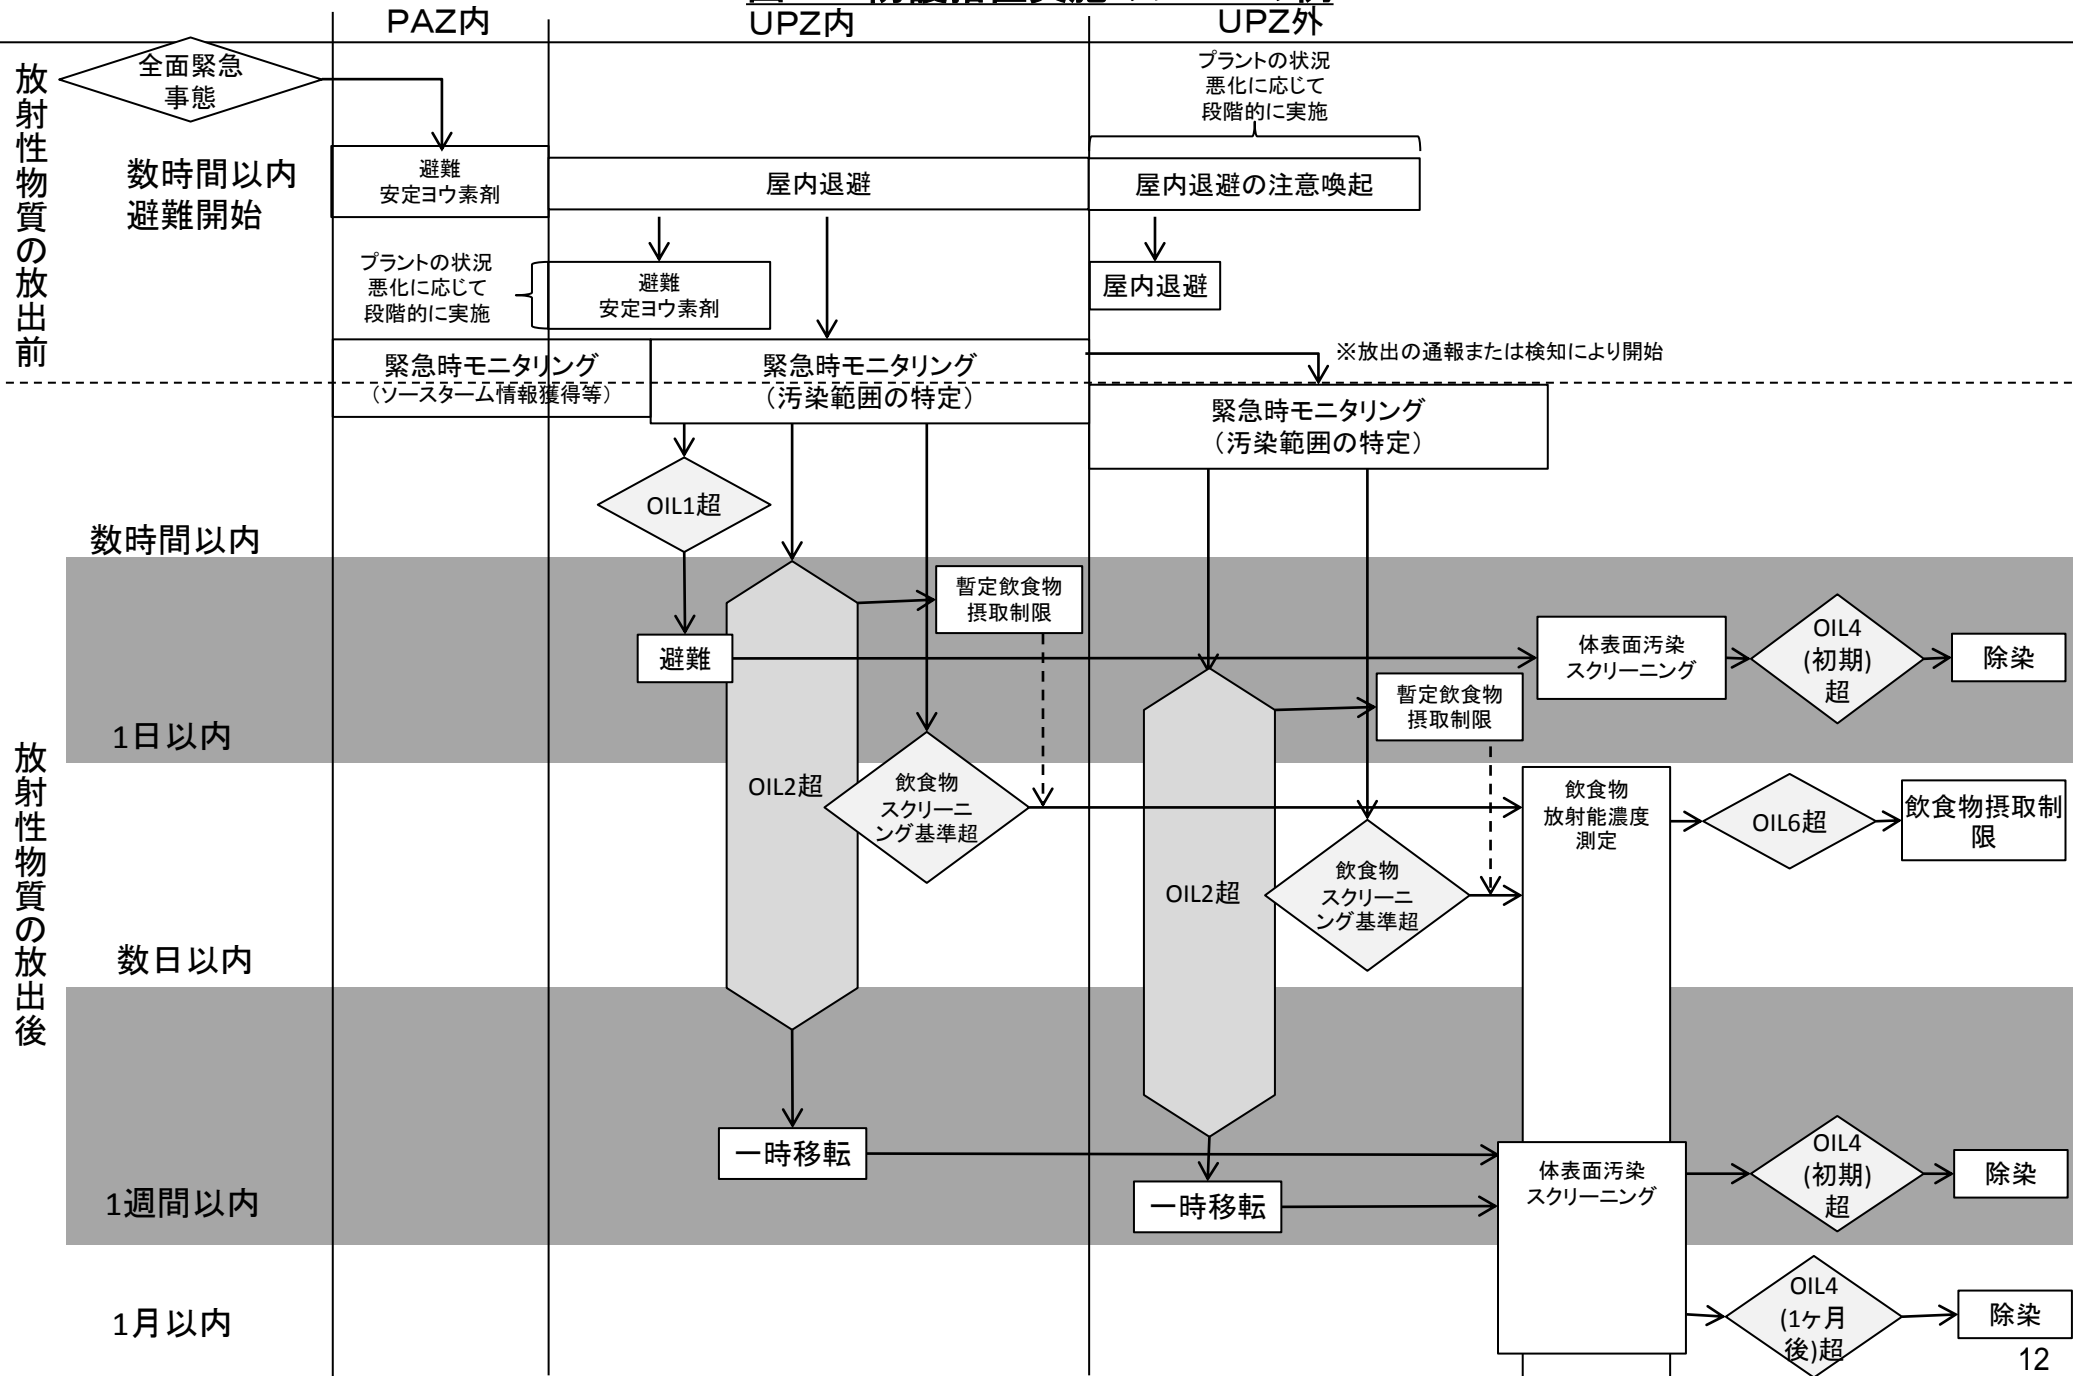 PAZ内
UPZ内
UPZ外
放射性物質の放出前
全面緊急
事態
プラントの状況
悪化に応じて
段階的に実施
数時間以内
避難開始
避難
安定ヨウ素剤
屋内退避
屋内退避の注意喚起
プラントの状況
悪化に応じて
段階的に実施
避難
安定ヨウ素剤
屋内退避
緊急時モニタリング
（ソースターム情報獲得等）
緊急時モニタリング
（汚染範囲の特定）
※放出の通報または検知により開始
緊急時モニタリング
（汚染範囲の特定）
放射性物質の放出後
OIL1超
数時間以内
暫定飲食物
摂取制限
避難
体表面汚染
スクリーニング
OIL4
(初期)
超
除染
暫定飲食物
摂取制限
1日以内
OIL2超
飲食物
スクリーニ
ング基準超
飲食物
放射能濃度
測定
OIL6超
飲食物摂取制
限
OIL2超
飲食物
スクリーニ
ング基準超
数日以内
一時移転
一時移転
体表面汚染
スクリーニング
OIL4
(初期)
超
除染
1週間以内
OIL4
(1ヶ月
後)超
除染
1月以内
12